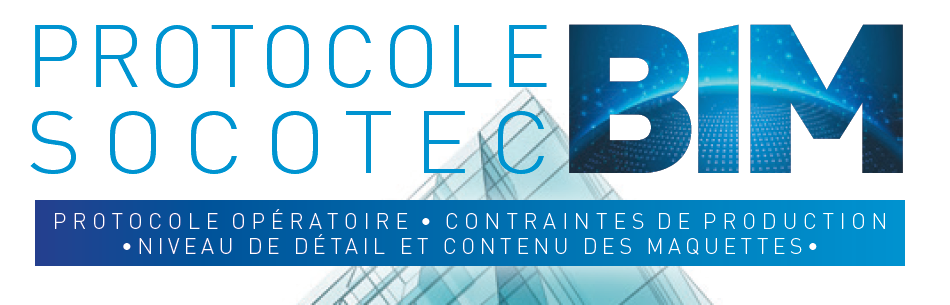 PROTOCOLE BIM
SOCOTEC
PROTOCOLE OPÉRATOIRE • CONTRAINTES DE PRODUCTION
•NIVEAU DE DÉTAIL ET CONTENU DES MAQUETTES•